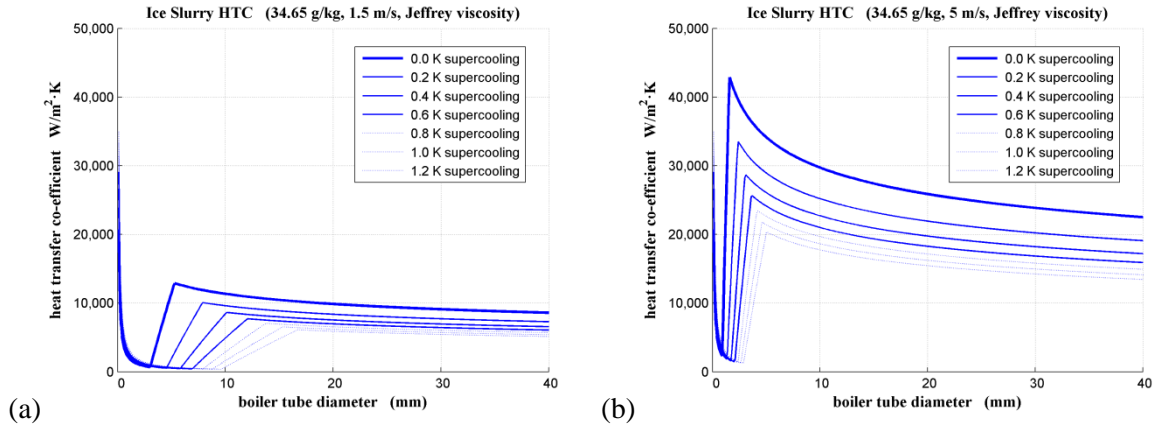 Ice Slurry HTC (34.65 g/kg, 1.5 m/s, Jeffrey viscosity)
50,000
40,000
30,000
20,000
10,000
0
heat transfer co-efficient W/m²·K
0.0 K supercooling
0.2 K supercooling
0.4 K supercooling
0.6 K supercooling
0.8 K supercooling
1.0 K supercooling
1.2 K supercooling
0 10 20 30 40
boiler tube diameter (mm)
(a)
Ice Slurry HTC (34.65 g/kg, 5 m/s, Jeffrey viscosity)
50,000
40,000
30,000
20,000
10,000
0
heat transfer co-efficient W/m²·K
0.0 K supercooling
0.2 K supercooling
0.4 K supercooling
0.6 K supercooling
0.8 K supercooling
1.0 K supercooling
1.2 K supercooling
0 10 20 30 40
boiler tube diameter (mm)
(b)